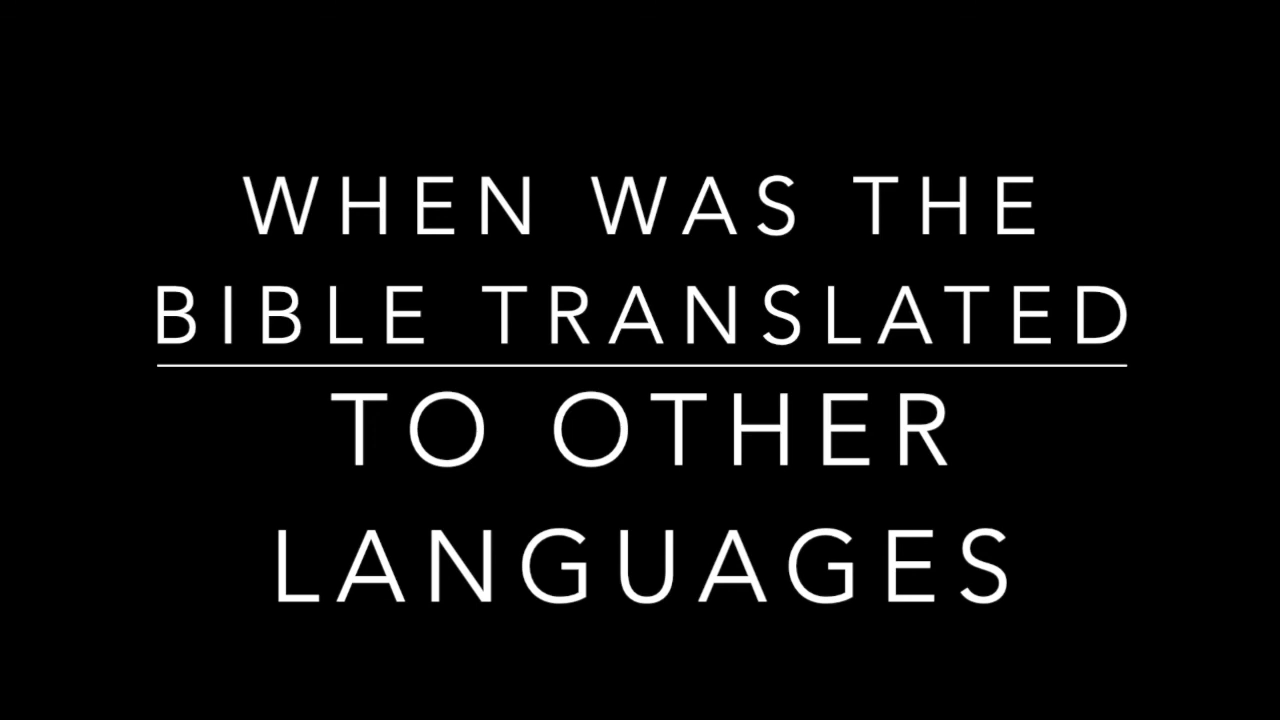 WHEN WAS THE
BIBLE TRANSLATED
TO OTHER
LANGUAGES